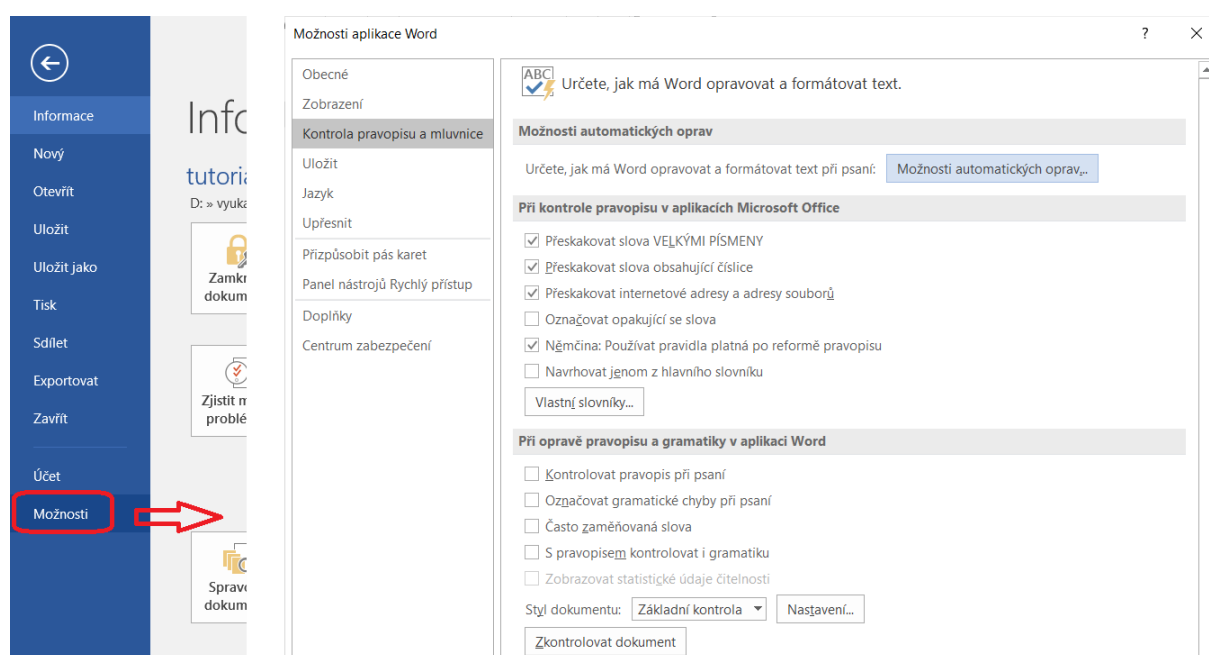 Informace
Nový
Otevřít
Uložit
Uložit jako
Tisk
Sdílet
Exportovat
Zavřít
Účet
Možnosti
Info
tutoria
D: » vyuka
Zamkn
dokum
Zjistit m
problé
Správ
dokum
Možnosti aplikace Word
?
Obecné
Zobrazení
Kontrola pravopisu a mluvnice
Uložit
Jazyk
Upřesnit
Přizpůsobit pás karet
Panel nástrojů Rychlý přístup
Doplňky
Centrum zabezpečení
ABC
Určete, jak má Word opravovat a formátovat text.
Možnosti automatických oprav
Určete, jak má Word opravovat a formátovat text při psaní: Možnosti automatických oprav...
Při kontrole pravopisu v aplikacích Microsoft Office
Přeskakovat slova VELKÝMI PÍSMENY
Přeskakovat slova obsahující číslice
Přeskakovat internetové adresy a adresy souborů
Označovat opakující se slova
Němčina: Používat pravidla platná po reformě pravopisu
Navrhovat jenom z hlavního slovníku
Vlastní slovníky...
Při opravě pravopisu a gramatiky v aplikaci Word
Kontrolovat pravopis při psaní
Označovat gramatické chyby při psaní
Často zaměňovaná slova
S pravopisem kontrolovat i gramatiku
Zobrazovat statistické údaje čitelnosti
Styl dokumentu: Základní kontrola Nastavení...
Zkontrolovat dokument